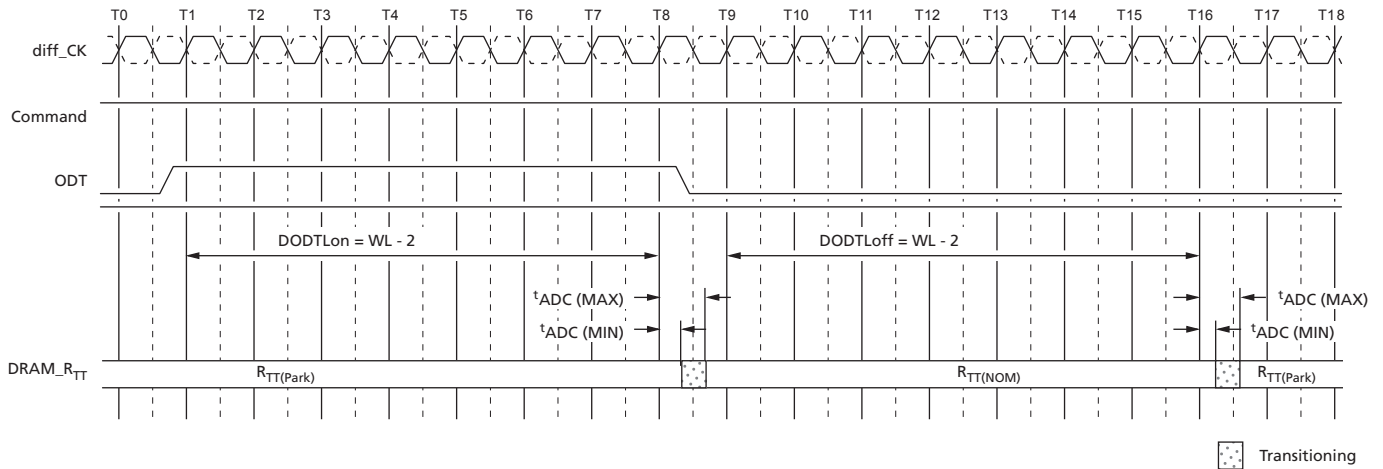 T0 T1 T2 T3 T4 T5 T6 T7 T8 T9 T10 T11 T12 T13 T14 T15 T16 T17 T18
diff_CK
Command
ODT
DODTLon = WL - 2 DODTLoff = WL - 2
tADC (MAX) tADC (MAX)
tADC (MIN) tADC (MIN)
DRAM_RTT RTT(Park) RTT(NOM) RTT(Park)
Transitioning